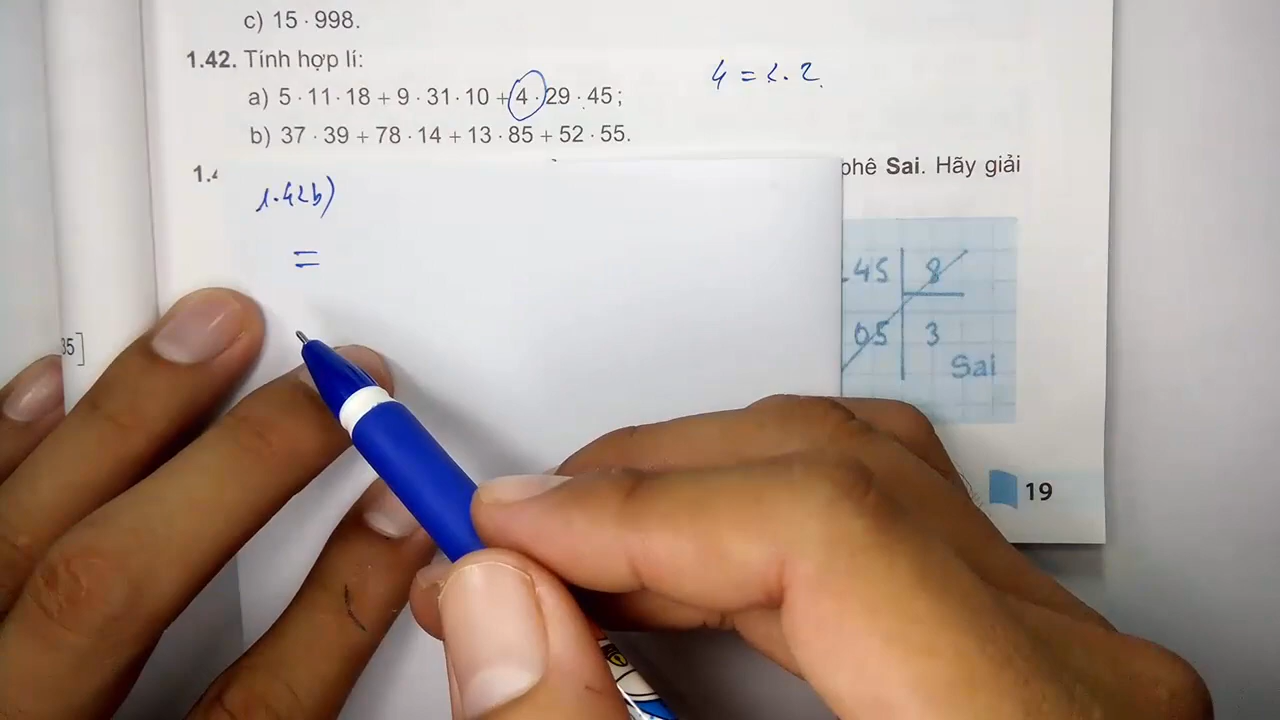 c) 15 · 998.
1.42. Tính hợp lí:
a) 5 · 11 · 18 + 9 · 31 · 10 + 4 · 29 · 45;
4 = 2. 2.
b) 37 · 39 + 78 · 14 + 13 · 85 + 52 · 55.
phê Sai. Hãy giải
1.42b)
=
45 8
05 3
Sai
35]
19